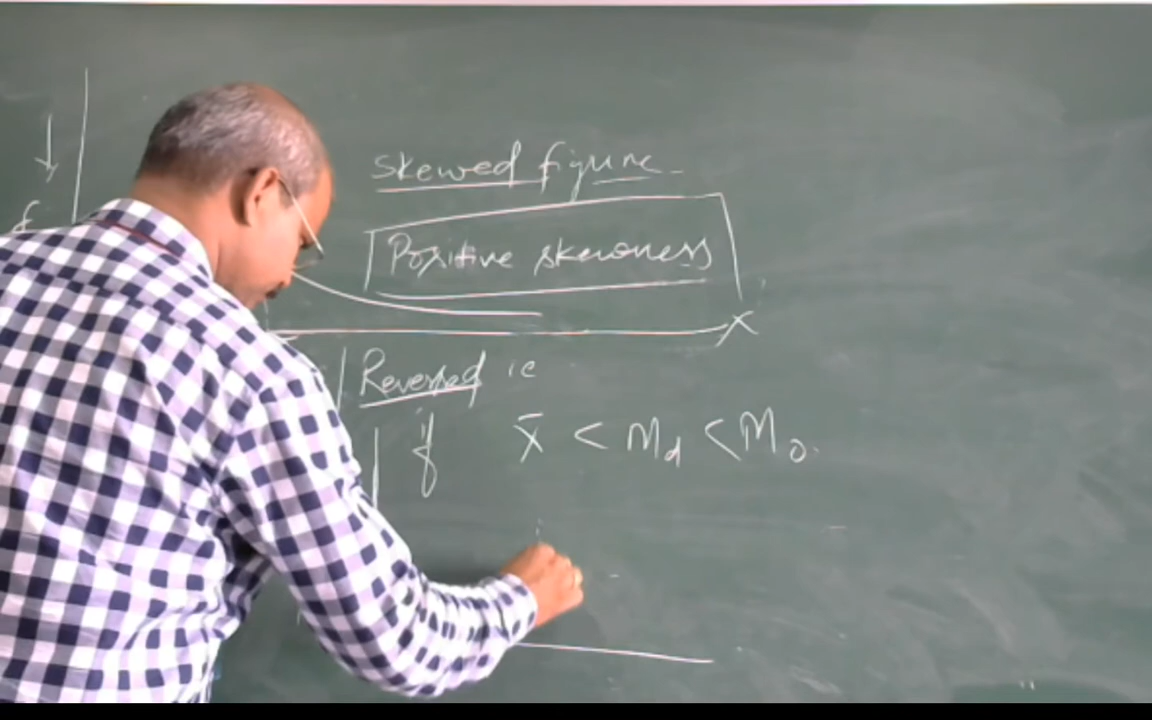 skewed figure
Positive skewness
f
X
Reversed ie
if x̄ < Md < Mo.